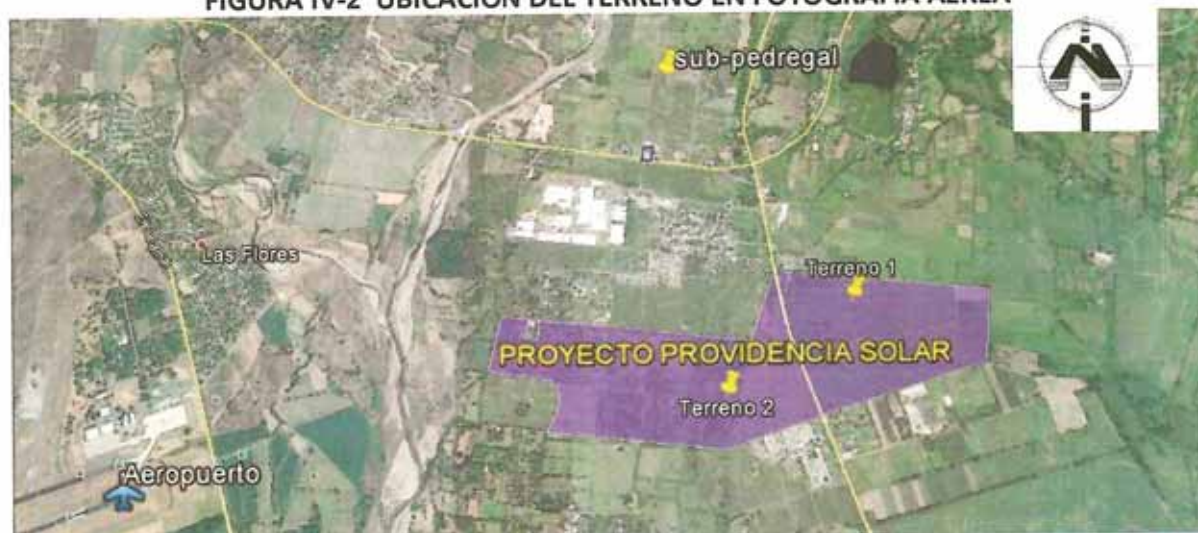 FIGURA IV-2 UBICACIÓN DEL TERRENO EN FOTOGRAFÍA AÉREA
sub-pedregal
Las Flores
Terreno 1
PROYECTO PROVIDENCIA SOLAR
Terreno 2
Aeropuerto